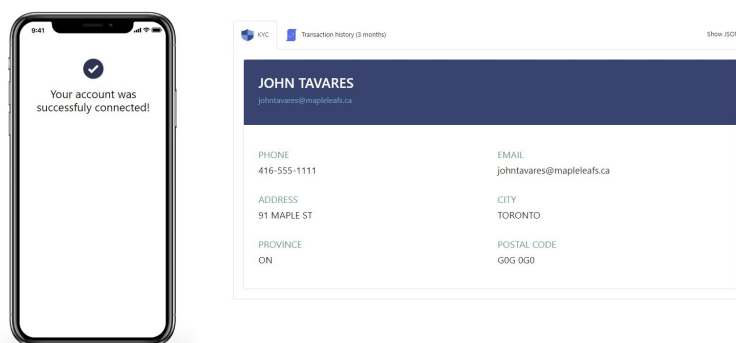 9:41
Your account was
successfuly connected!
KYC
Transaction history (3 months)
Show JSON
JOHN TAVARES
johntavares@mapleleafs.ca
PHONE
416-555-1111
EMAIL
johntavares@mapleleafs.ca
ADDRESS
91 MAPLE ST
CITY
TORONTO
PROVINCE
ON
POSTAL CODE
G0G 0G0